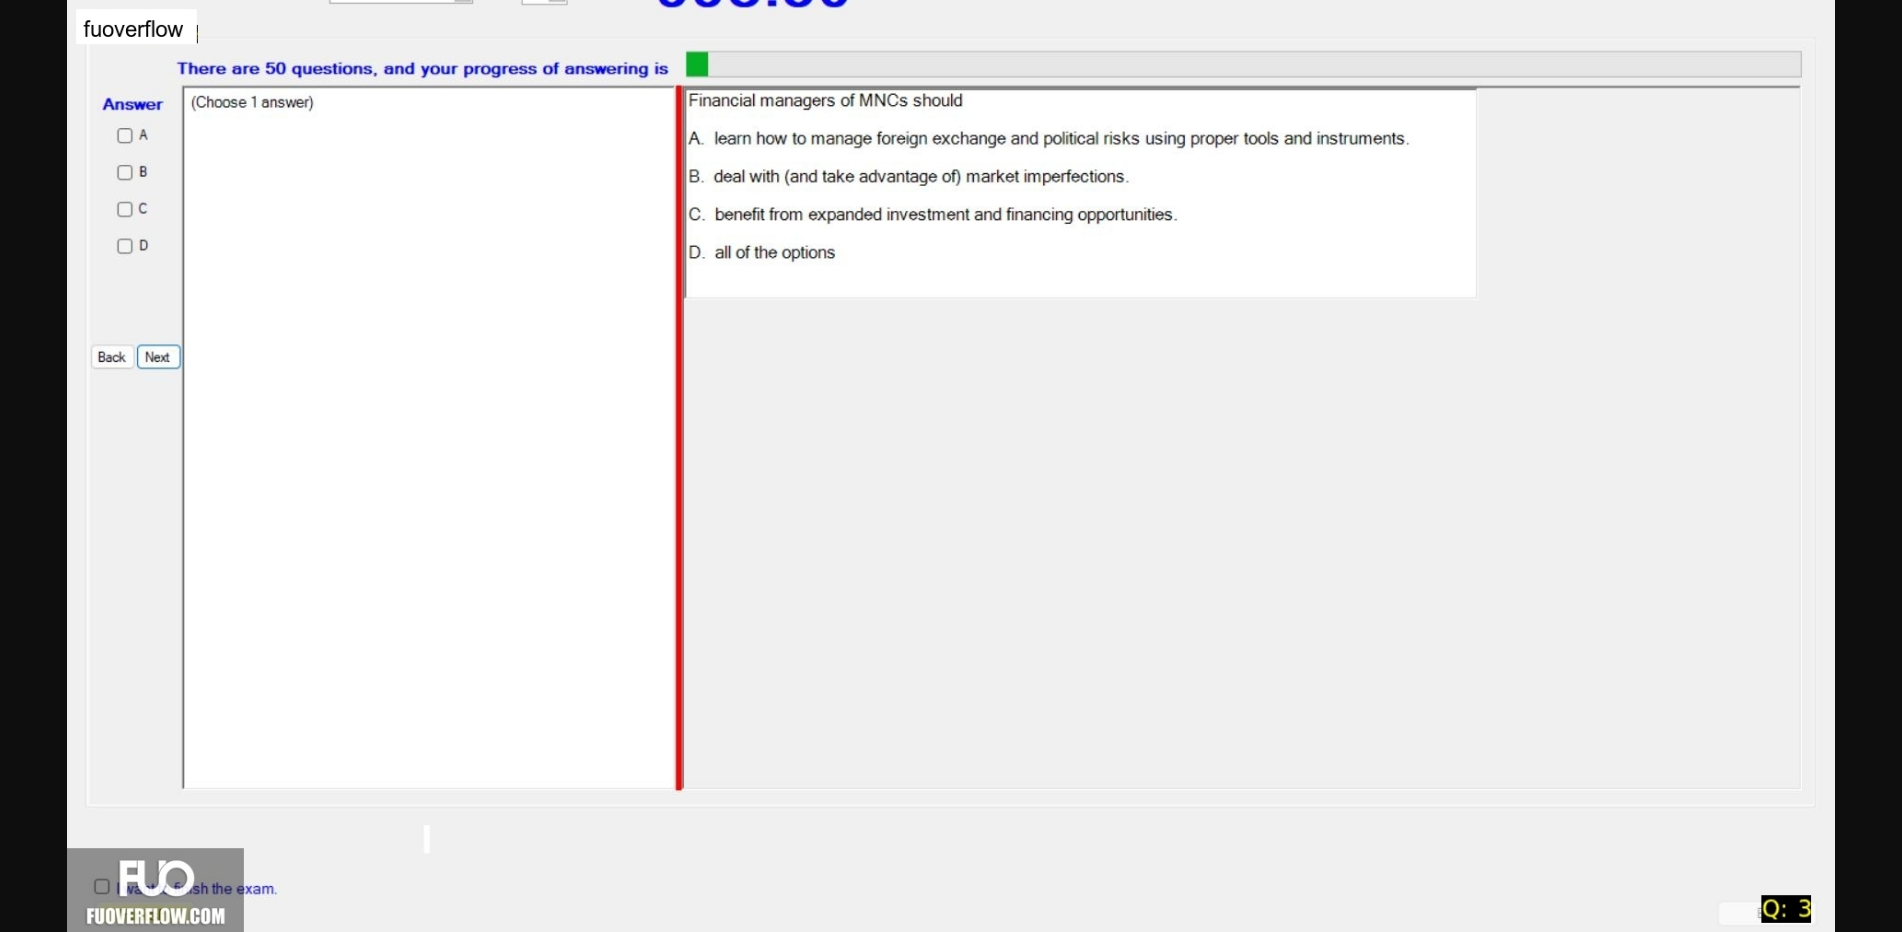 fuoverflow
There are 50 questions, and your progress of answering is
Answer
(Choose 1 answer)
A
B
C
D
Back
Next
Financial managers of MNCs should
A. learn how to manage foreign exchange and political risks using proper tools and instruments.
B. deal with (and take advantage of) market imperfections.
C. benefit from expanded investment and financing opportunities.
D. all of the options
FUO
the exam.
FUOVERFLOW.COM
Q: 3